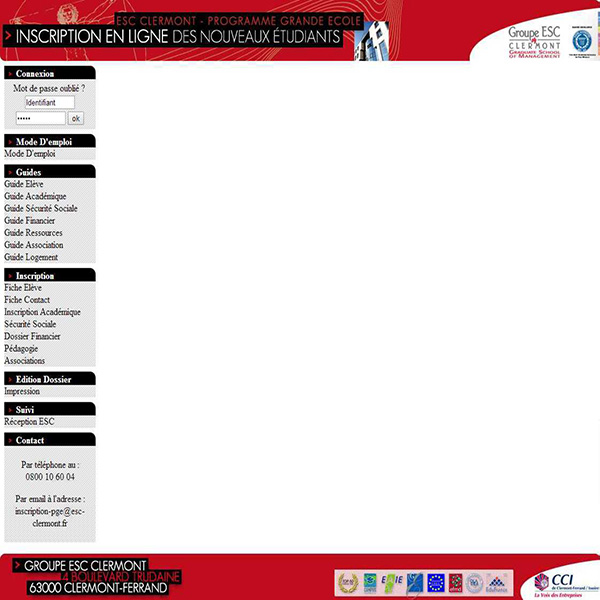 ESC CLERMONT - PROGRAMME GRANDE ECOLE
INSCRIPTION EN LIGNE DES NOUVEAUX ÉTUDIANTS
Groupe ESC
CLERMONT
GRADUATE SCHOOL
OF MANAGEMENT
Connexion
Mot de passe oublié ?
Identifiant
•••••
ok
Mode D'emploi
Mode D'emploi
Guides
Guide Elève
Guide Académique
Guide Sécurité Sociale
Guide Financier
Guide Ressources
Guide Association
Guide Logement
Inscription
Fiche Elève
Fiche Contact
Inscription Académique
Sécurité Sociale
Dossier Financier
Pédagogie
Associations
Edition Dossier
Impression
Suivi
Réception ESC
Contact
Par téléphone au :
0800 10 60 04
Par email à l'adresse :
inscription-pge@esc-
clermont.fr
GROUPE ESC CLERMONT
4 BOULEVARD TRUDAINE
63000 CLERMONT-FERRAND
CCI
de Clermont-Ferrand / Issoire
La Voix des Entreprises